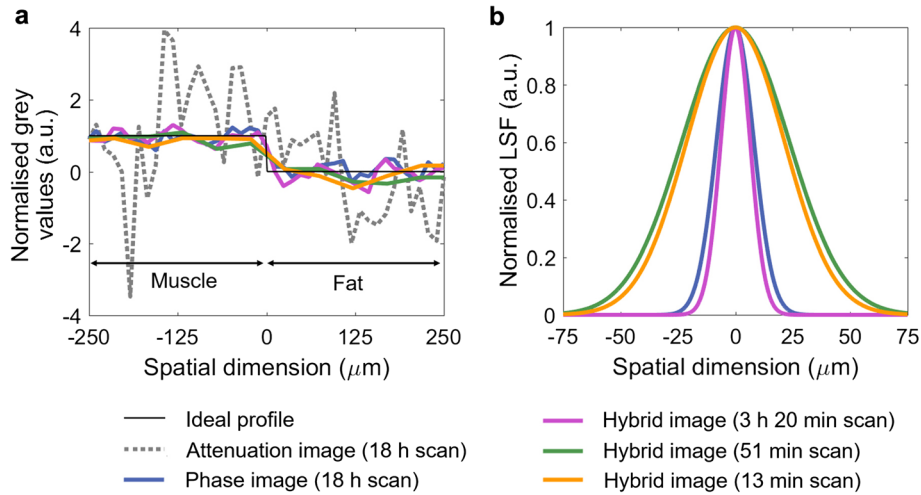 a
Normalised grey
values (a.u.)
4
2
0
-2
-4
Muscle
Fat
-250
-125
0
125
250
Spatial dimension (μm)
b
Normalised LSF (a.u.)
1
0.8
0.6
0.4
0.2
0
-75
-50
-25
0
25
50
75
Spatial dimension (μm)
Ideal profile
Attenuation image (18 h scan)
Phase image (18 h scan)
Hybrid image (3 h 20 min scan)
Hybrid image (51 min scan)
Hybrid image (13 min scan)